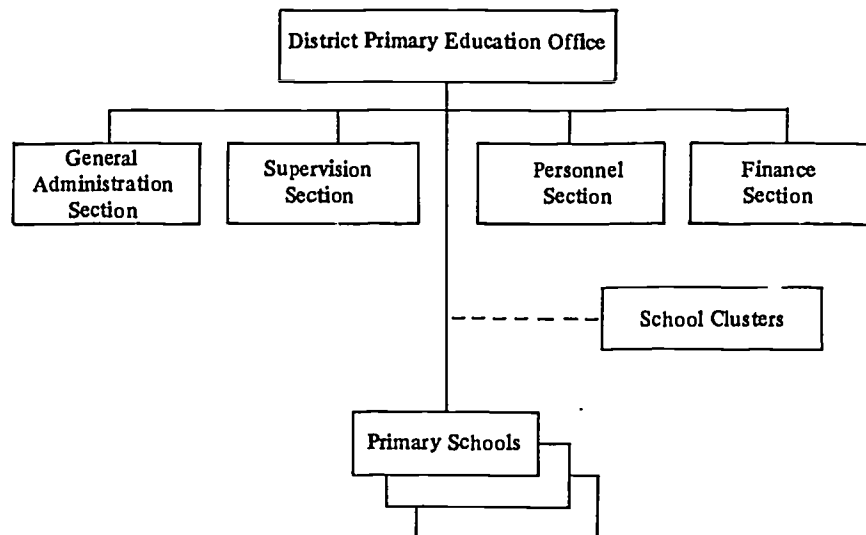 District Primary Education Office
General
Administration
Section
Supervision
Section
Personnel
Section
Finance
Section
School Clusters
Primary Schools